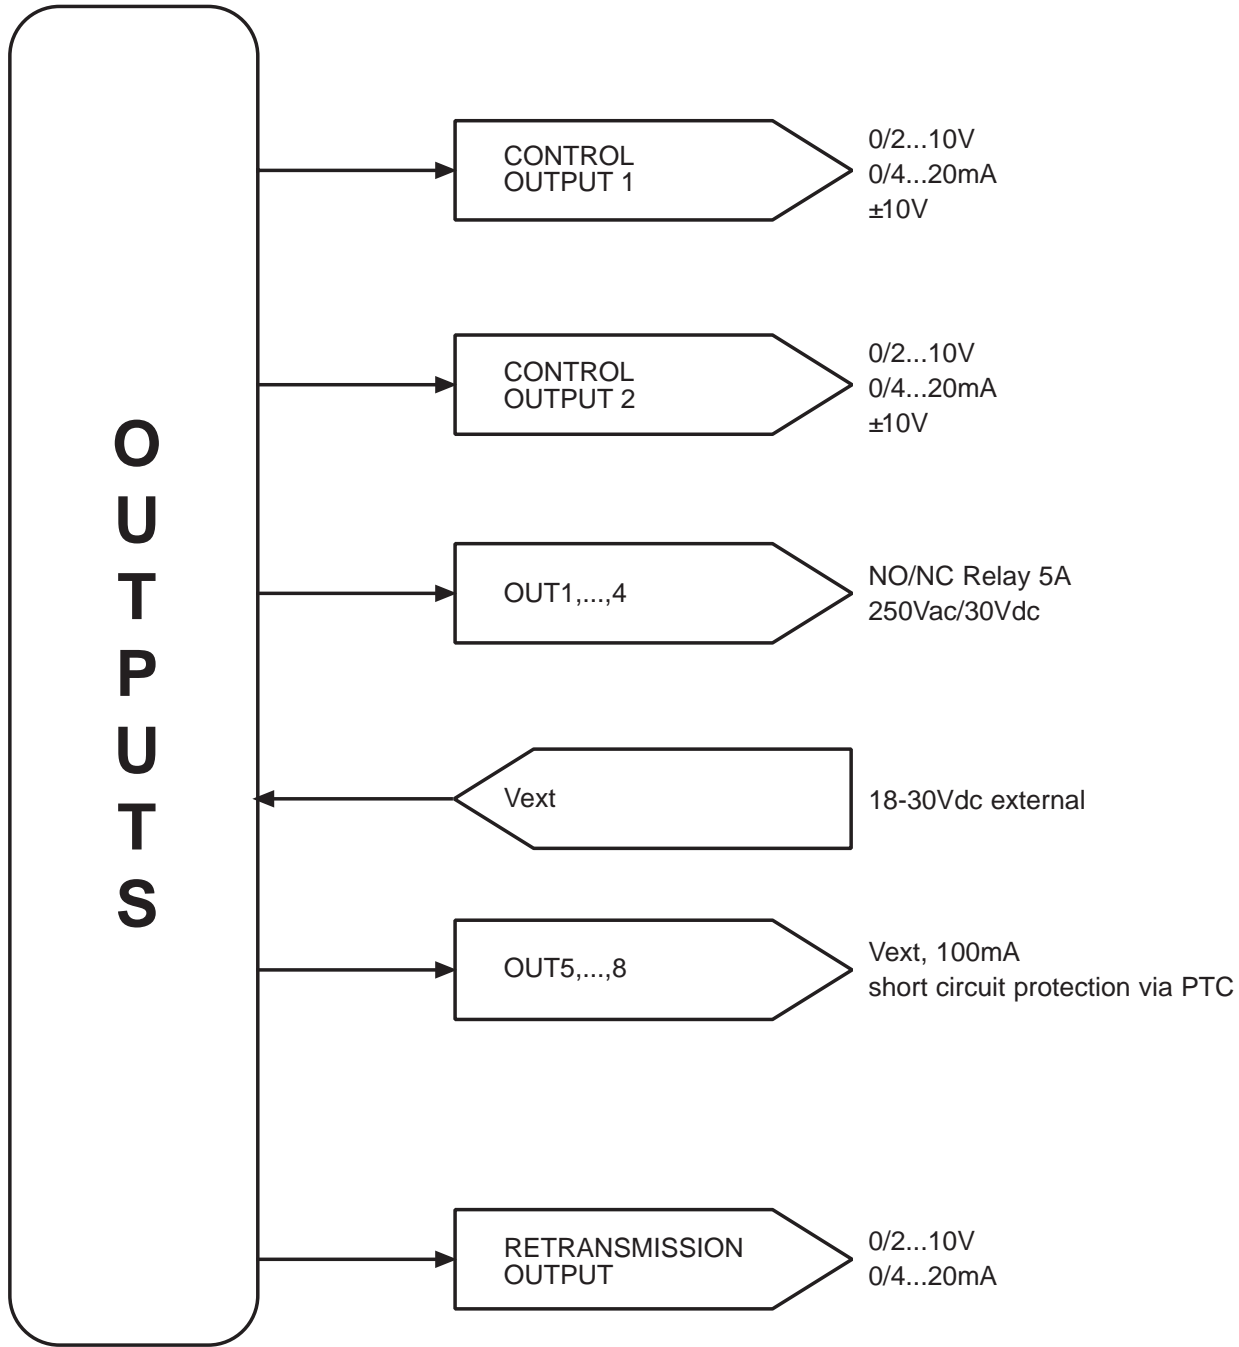 OUTPUTS
CONTROL
OUTPUT 1
0/2...10V
0/4...20mA
±10V
CONTROL
OUTPUT 2
0/2...10V
0/4...20mA
±10V
OUT1,...,4
NO/NC Relay 5A
250Vac/30Vdc
Vext
18-30Vdc external
OUT5,...,8
Vext, 100mA
short circuit protection via PTC
RETRANSMISSION
OUTPUT
0/2...10V
0/4...20mA